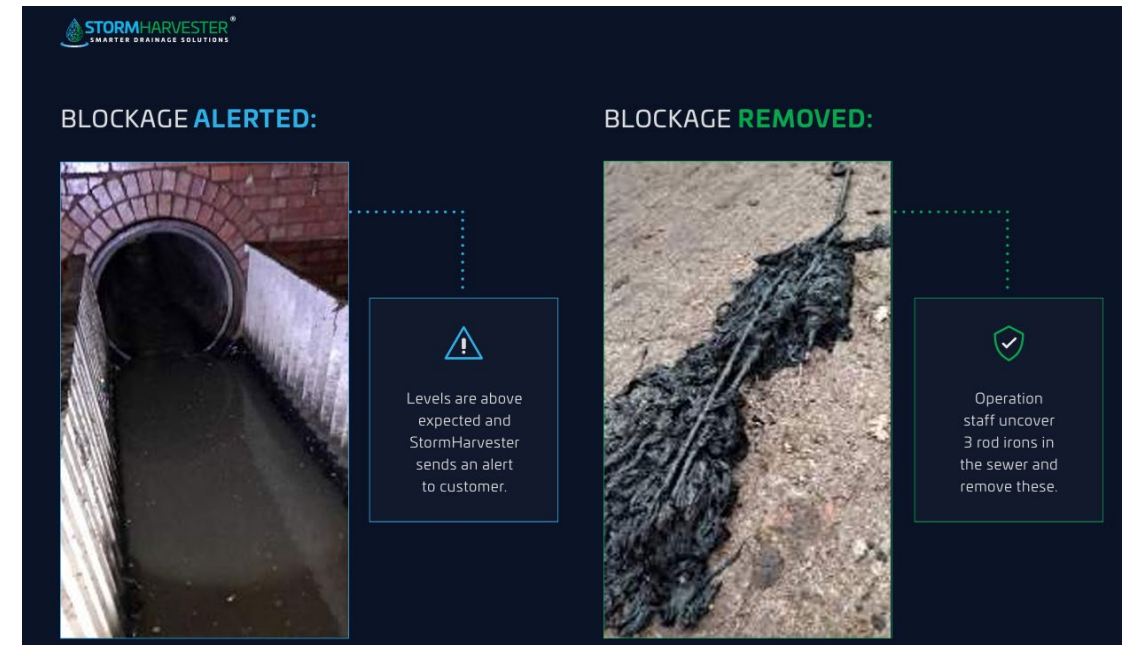 STORMHARVESTER®
SMARTER DRAINAGE SOLUTIONS
BLOCKAGE ALERTED:
Levels are above
expected and
StormHarvester
sends an alert
to customer.
BLOCKAGE REMOVED:
Operation
staff uncover
3 rod irons in
the sewer and
remove these.